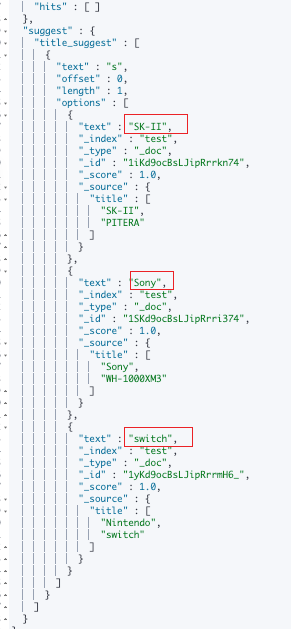 "hits" : [ ]
},
"suggest" : {
"title_suggest" : [
{
"text" : "s",
"offset" : 0,
"length" : 1,
"options" : [
{
"text" : "SK-II",
"_index" : "test",
"_type" : "_doc",
"_id" : "1iKd9ocBsLJipRrrkn74",
"_score" : 1.0,
"_source" : {
"title" : [
"SK-II",
"PITERA"
]
}
},
{
"text" : "Sony",
"_index" : "test",
"_type" : "_doc",
"_id" : "1SKd9ocBsLJipRrri374",
"_score" : 1.0,
"_source" : {
"title" : [
"Sony",
"WH-1000XM3"
]
}
},
{
"text" : "switch",
"_index" : "test",
"_type" : "_doc",
"_id" : "1yKd9ocBsLJipRrrmH6_",
"_score" : 1.0,
"_source" : {
"title" : [
"Nintendo",
"switch"
]
}
}
]
}
]
}